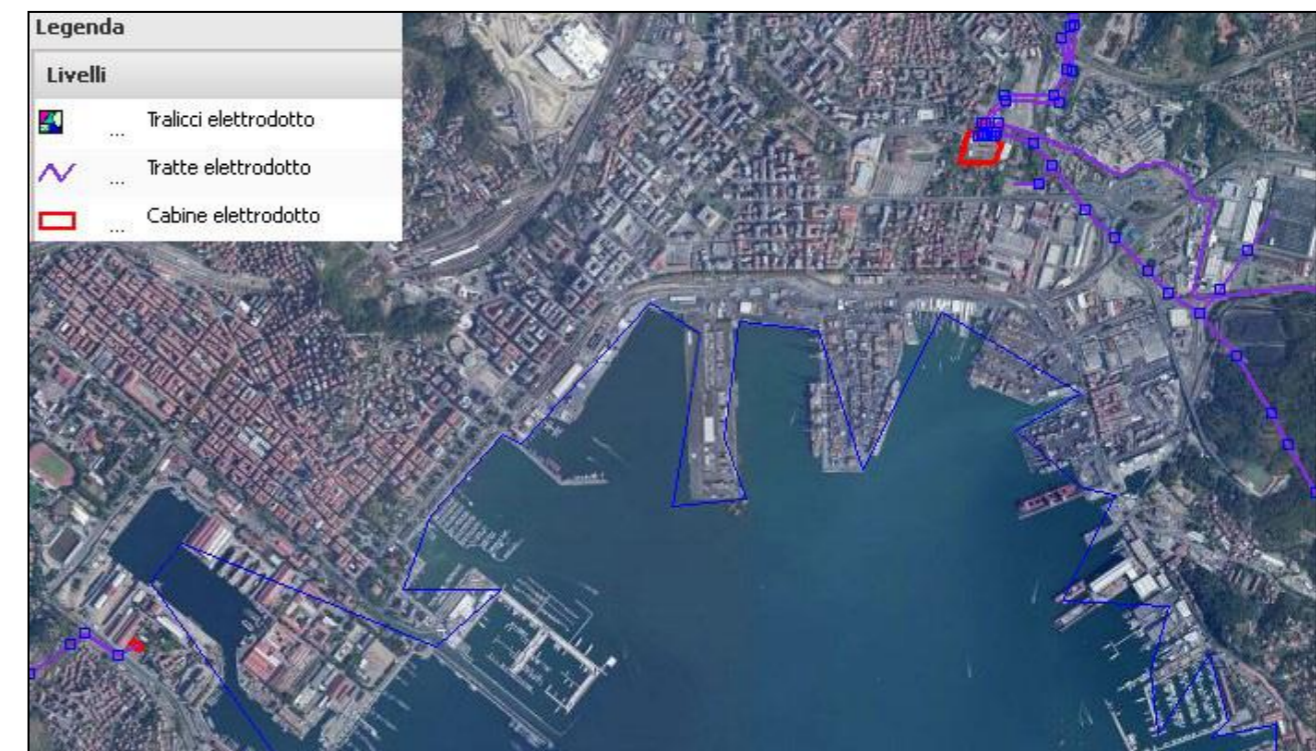 Legenda
Livelli
... Tralicci elettrodotto
... Tratte elettrodotto
... Cabine elettrodotto